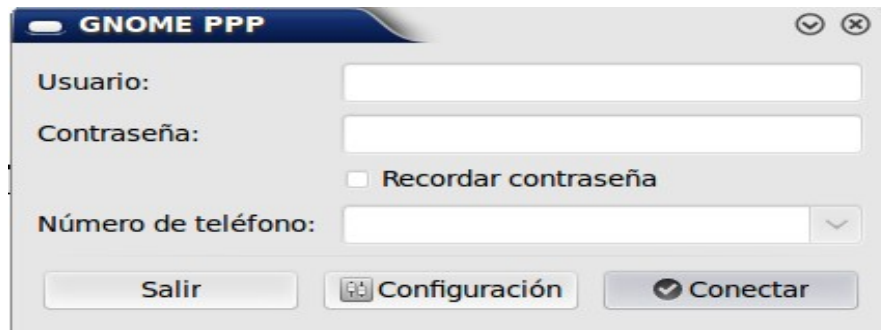 GNOME PPP
Usuario:
Contraseña:
Recordar contraseña
Número de teléfono:
Salir Configuración Conectar